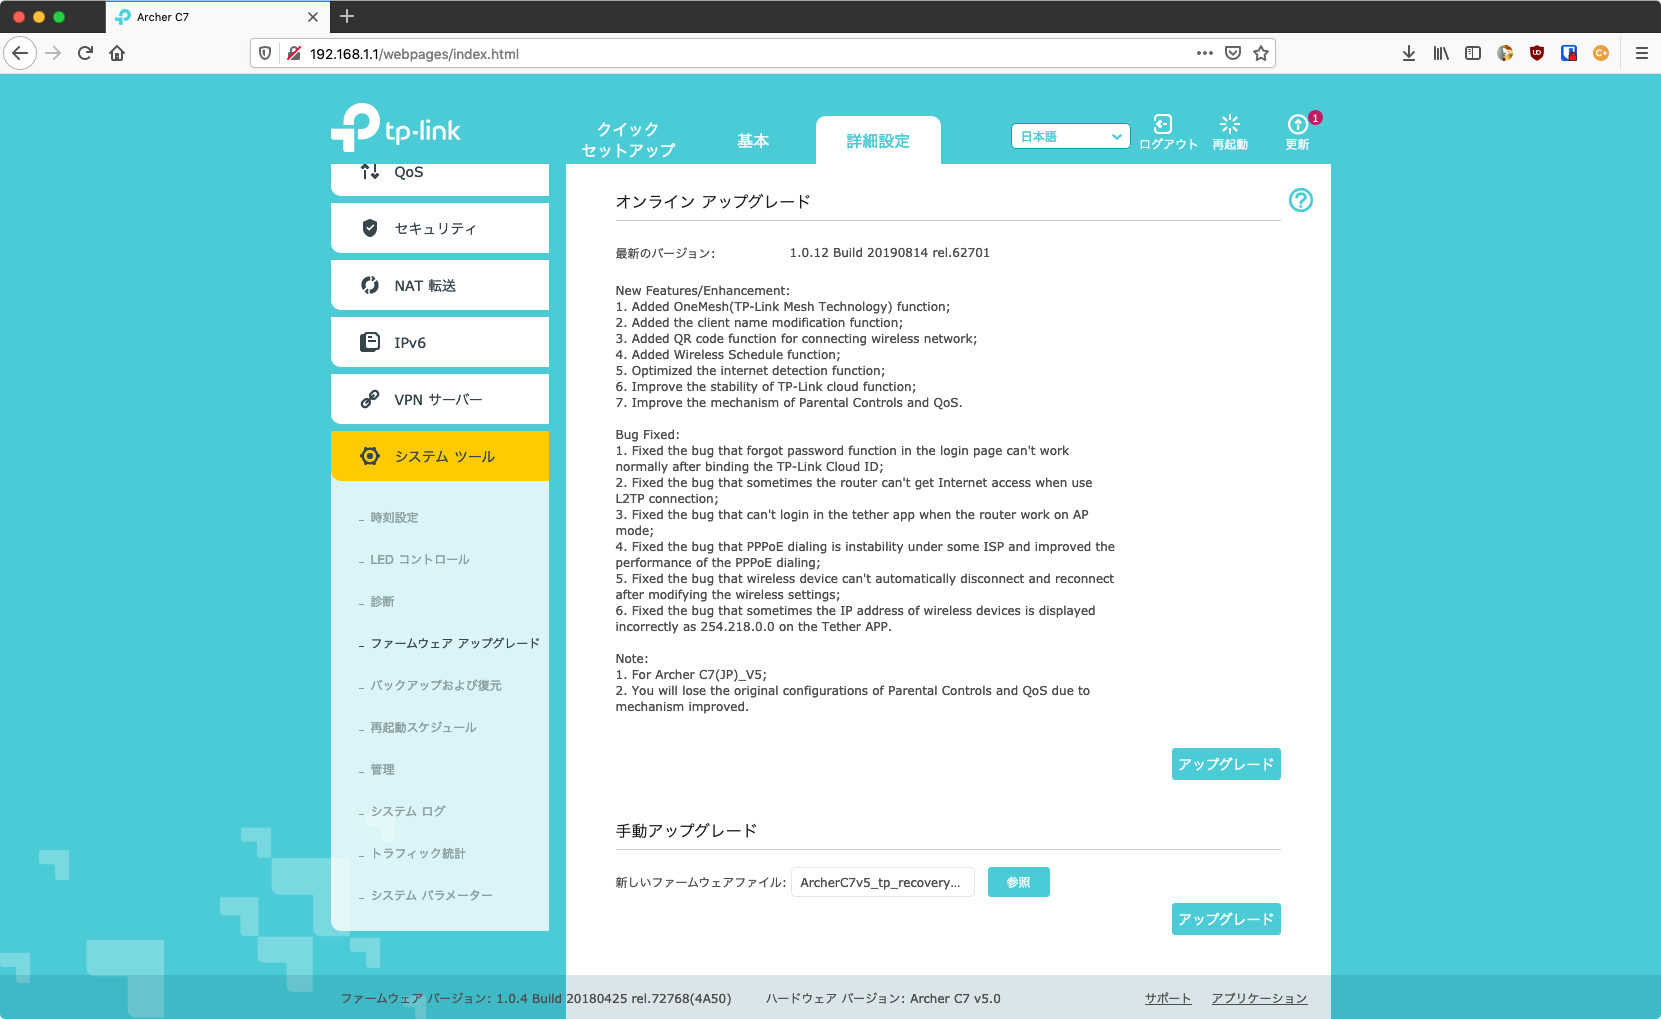 Archer C7
192.168.1.1/webpages/index.html
tp-link
クイック
セットアップ
基本
詳細設定
日本語
ログアウト
再起動
更新
1
QoS
セキュリティ
NAT 転送
IPv6
VPN サーバー
システム ツール
時刻設定
LED コントロール
診断
ファームウェア アップグレード
バックアップおよび復元
再起動スケジュール
管理
システム ログ
トラフィック統計
システム パラメーター
オンライン アップグレード
最新のバージョン: 1.0.12 Build 20190814 rel.62701
New Features/Enhancement:
1. Added OneMesh(TP-Link Mesh Technology) function;
2. Added the client name modification function;
3. Added QR code function for connecting wireless network;
4. Added Wireless Schedule function;
5. Optimized the internet detection function;
6. Improve the stability of TP-Link cloud function;
7. Improve the mechanism of Parental Controls and QoS.
Bug Fixed:
1. Fixed the bug that forgot password function in the login page can't work
normally after binding the TP-Link Cloud ID;
2. Fixed the bug that sometimes the router can't get Internet access when use
L2TP connection;
3. Fixed the bug that can't login in the tether app when the router work on AP
mode;
4. Fixed the bug that PPPoE dialing is instability under some ISP and improved the
performance of the PPPoE dialing;
5. Fixed the bug that wireless device can't automatically disconnect and reconnect
after modifying the wireless settings;
6. Fixed the bug that sometimes the IP address of wireless devices is displayed
incorrectly as 254.218.0.0 on the Tether APP.
Note:
1. For Archer C7(JP)_V5;
2. You will lose the original configurations of Parental Controls and QoS due to
mechanism improved.
アップグレード
手動アップグレード
新しいファームウェアファイル: ArcherC7v5_tp_recovery... 参照
アップグレード
ファームウェア バージョン: 1.0.4 Build 20180425 rel.72768(4A50) ハードウェア バージョン: Archer C7 v5.0 サポート アプリケーション